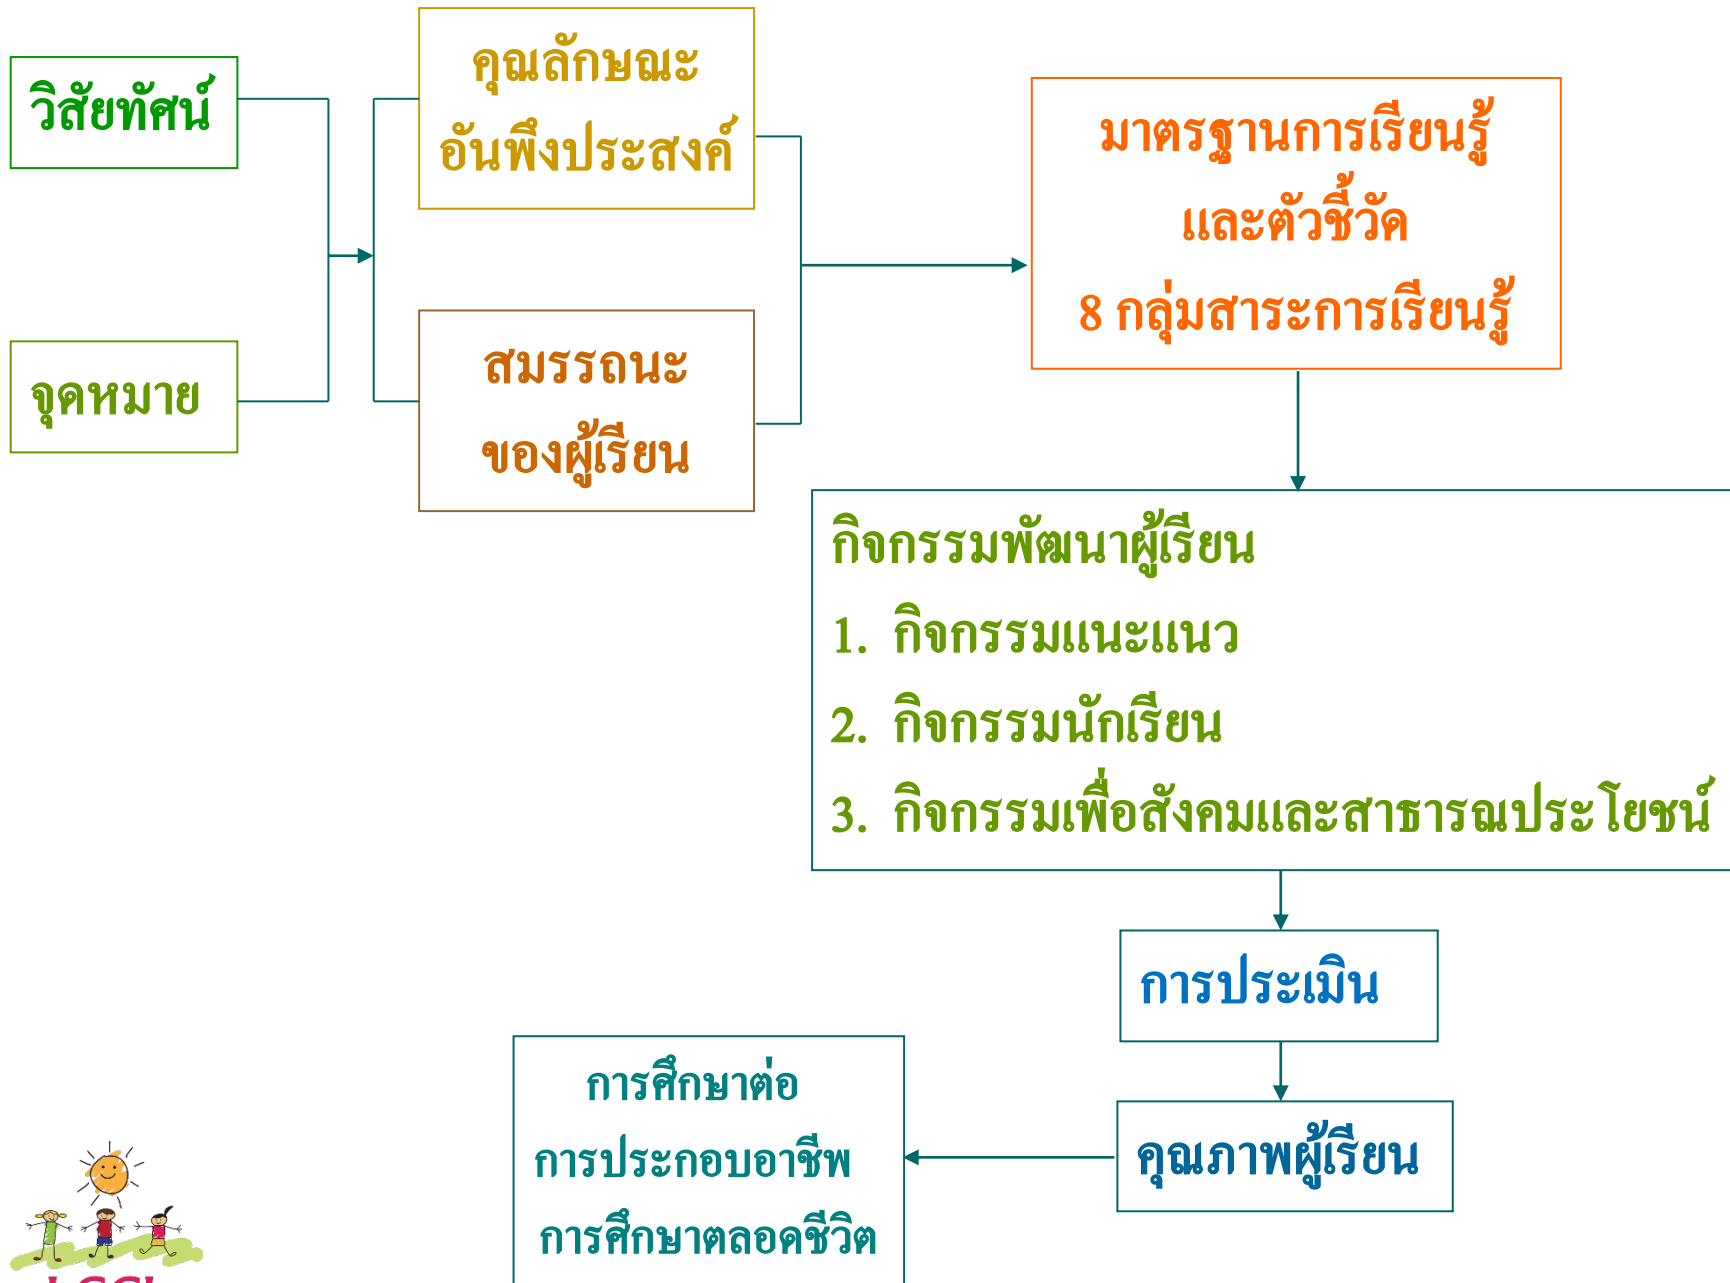 วิสัยทัศน์
จุดหมาย
คุณลักษณะ
อันพึงประสงค์
สมรรถนะ
ของผู้เรียน
มาตรฐานการเรียนรู้
และตัวชี้วัด
8 กลุ่มสาระการเรียนรู้
กิจกรรมพัฒนาผู้เรียน
1. กิจกรรมแนะแนว
2. กิจกรรมนักเรียน
3. กิจกรรมเพื่อสังคมและสาธารณประโยชน์
การประเมิน
คุณภาพผู้เรียน
การศึกษาต่อ
การประกอบอาชีพ
การศึกษาตลอดชีวิต